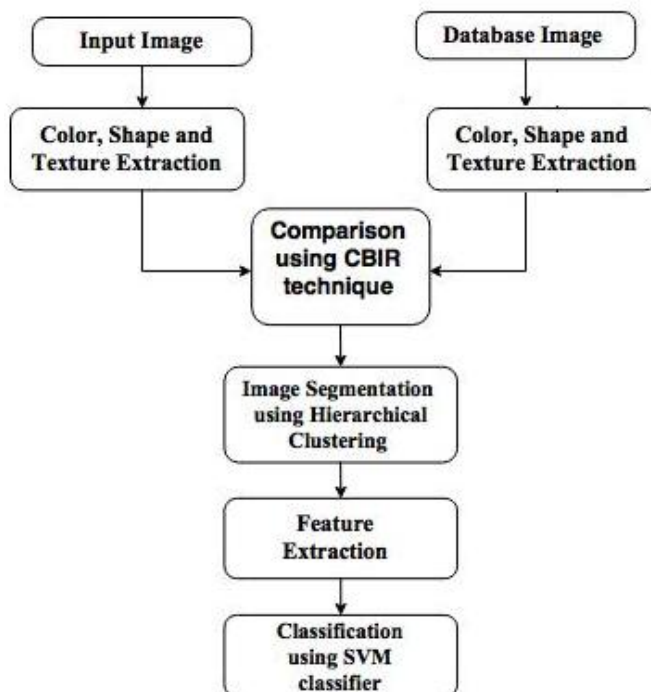 Input Image
Database Image
Color, Shape and
Texture Extraction
Color, Shape and
Texture Extraction
Comparison
using CBIR
technique
Image Segmentation
using Hierarchical
Clustering
Feature
Extraction
Classification
using SVM
classifier